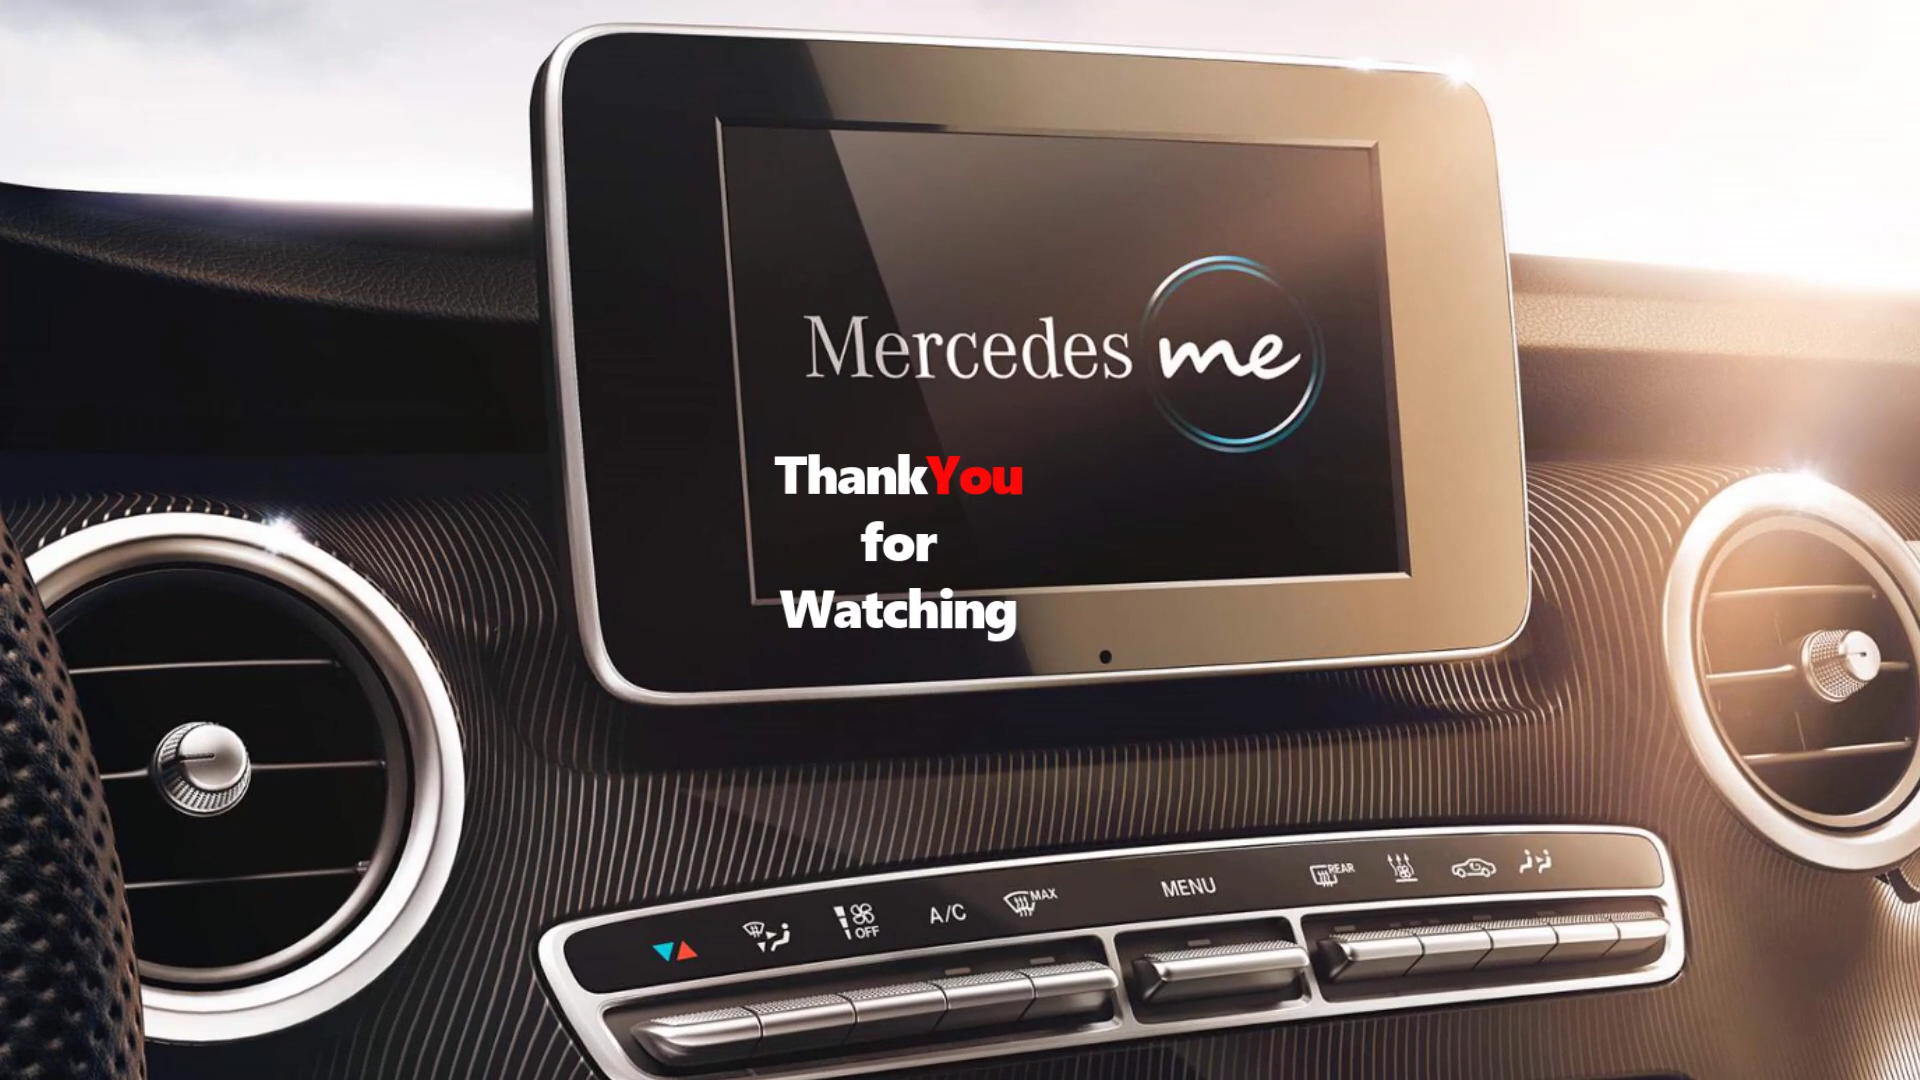 Mercedes me
ThankYou
for
Watching
MAX
REAR
OFF
A/C
MENU